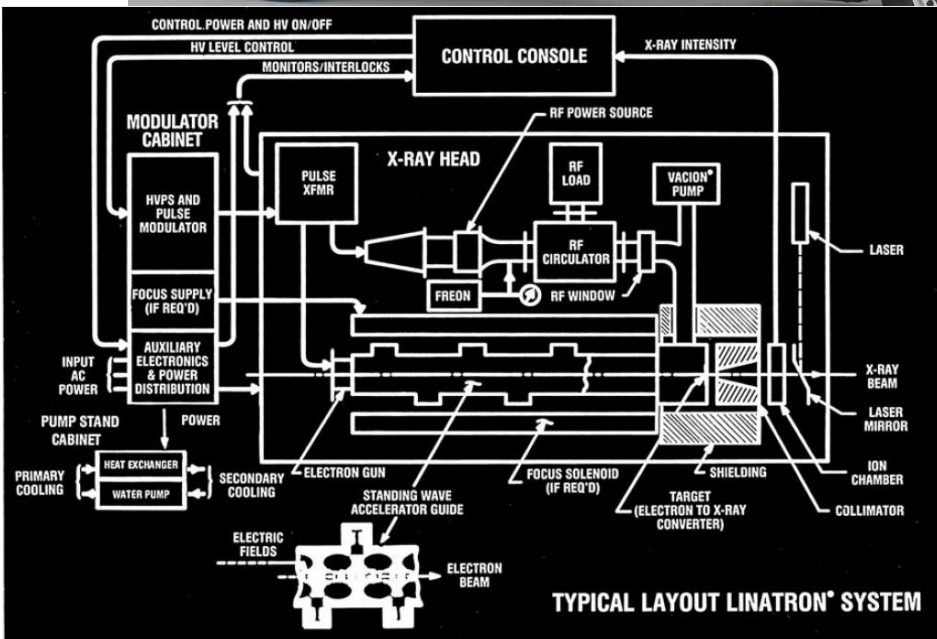 CONTROL.POWER AND HV ON/OFF
HV LEVEL CONTROL
MONITORS/INTERLOCKS
CONTROL CONSOLE
X-RAY INTENSITY
MODULATOR
CABINET
HVPS AND
PULSE
MODULATOR
FOCUS SUPPLY
(IF REQ'D)
AUXILIARY
ELECTRONICS
& POWER
DISTRIBUTION
INPUT
AC
POWER
POWER
PUMP STAND
CABINET
HEAT EXCHANGER
WATER PUMP
PRIMARY
COOLING
SECONDARY
COOLING
X-RAY HEAD
PULSE
XFMR
RF POWER SOURCE
RF
LOAD
VACION®
PUMP
RF
CIRCULATOR
FREON
RF WINDOW
LASER
X-RAY
BEAM
LASER
MIRROR
ION
CHAMBER
COLLIMATOR
ELECTRON GUN
FOCUS SOLENOID
(IF REQ'D)
SHIELDING
TARGET
(ELECTRON TO X-RAY
CONVERTER)
STANDING WAVE
ACCELERATOR GUIDE
ELECTRIC
FIELDS
ELECTRON
BEAM
TYPICAL LAYOUT LINATRON® SYSTEM